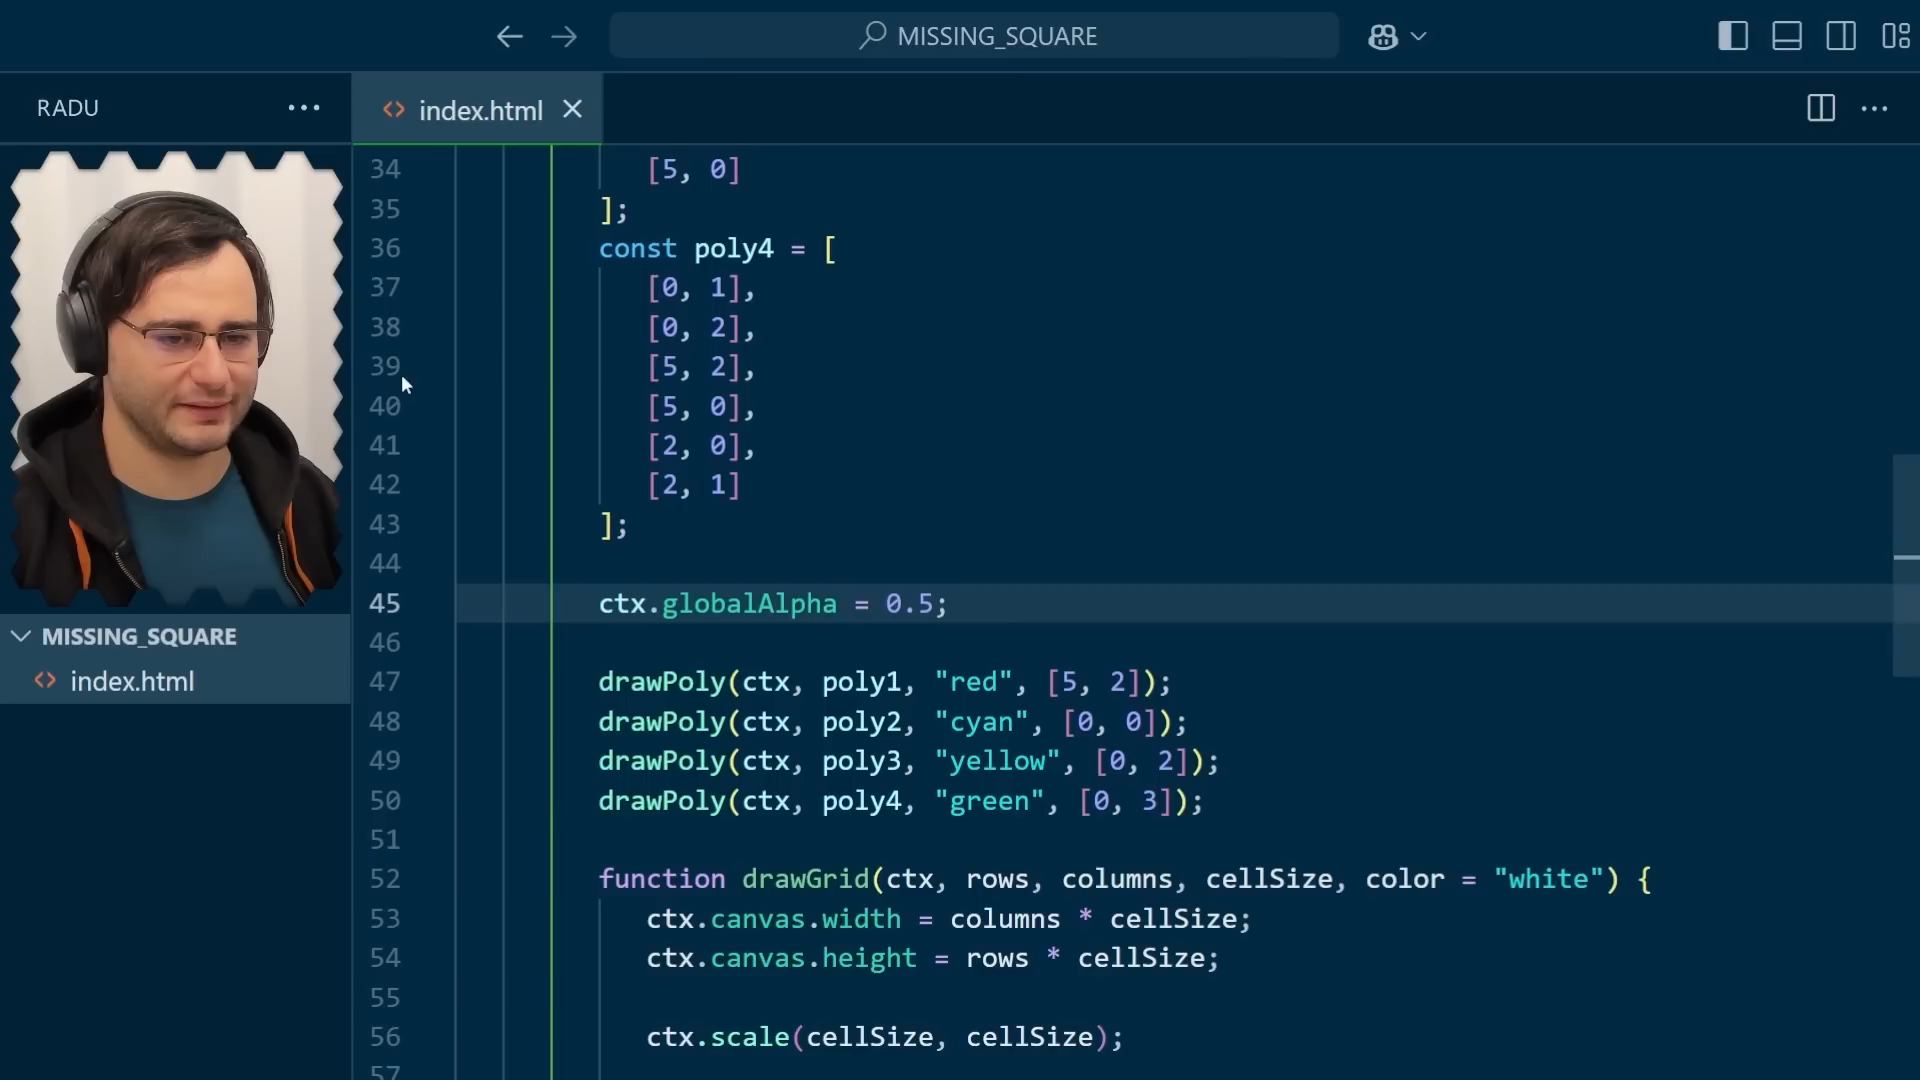 MISSING_SQUARE
RADU
index.html
34 [5, 0]
35 ];
36 const poly4 = [
37 [0, 1],
38 [0, 2],
39 [5, 2],
40 [5, 0],
41 [2, 0],
42 [2, 1]
43 ];
44
45 ctx.globalAlpha = 0.5;
46
47 drawPoly(ctx, poly1, "red", [5, 2]);
48 drawPoly(ctx, poly2, "cyan", [0, 0]);
49 drawPoly(ctx, poly3, "yellow", [0, 2]);
50 drawPoly(ctx, poly4, "green", [0, 3]);
51
52 function drawGrid(ctx, rows, columns, cellSize, color = "white") {
53 ctx.canvas.width = columns * cellSize;
54 ctx.canvas.height = rows * cellSize;
55
56 ctx.scale(cellSize, cellSize);
57
MISSING_SQUARE
index.html